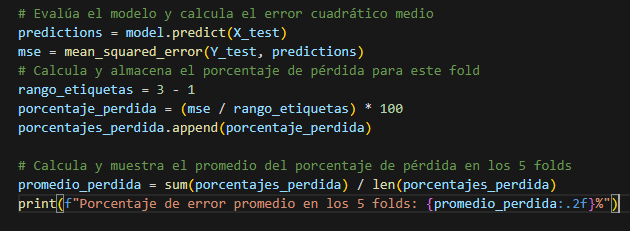 # Evalúa el modelo y calcula el error cuadrático medio
predictions = model.predict(X_test)
mse = mean_squared_error(Y_test, predictions)
# Calcula y almacena el porcentaje de pérdida para este fold
rango_etiquetas = 3 - 1
porcentaje_perdida = (mse / rango_etiquetas) * 100
porcentajes_perdida.append(porcentaje_perdida)
# Calcula y muestra el promedio del porcentaje de pérdida en los 5 folds
promedio_perdida = sum(porcentajes_perdida) / len(porcentajes_perdida)
print(f"Porcentaje de error promedio en los 5 folds: {promedio_perdida:.2f}%")